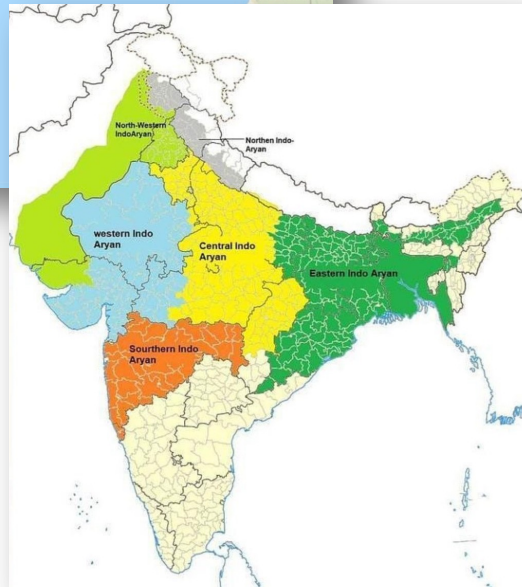 North-Western
IndoAryan)
Northen Indo-
Aryan
western Indo
Aryan
Central Indo
Aryan
Eastern Indo Aryan
Sourthern Indo
Aryan